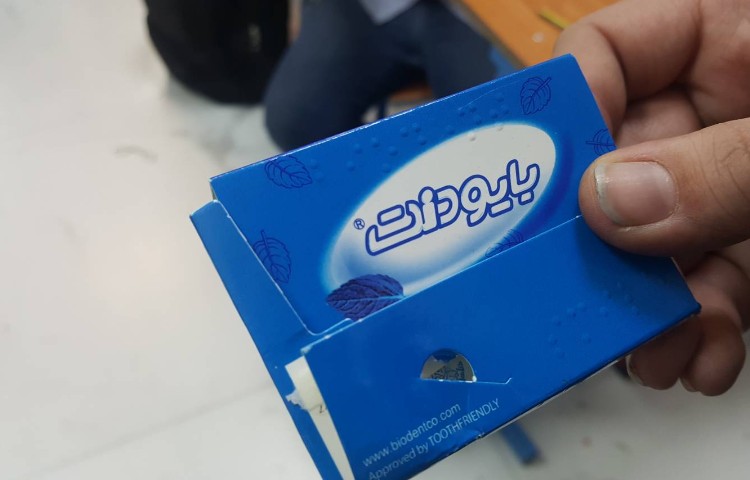 بایودنت®
www.biodentco.com
Approved by TOOTHFRIENDLY